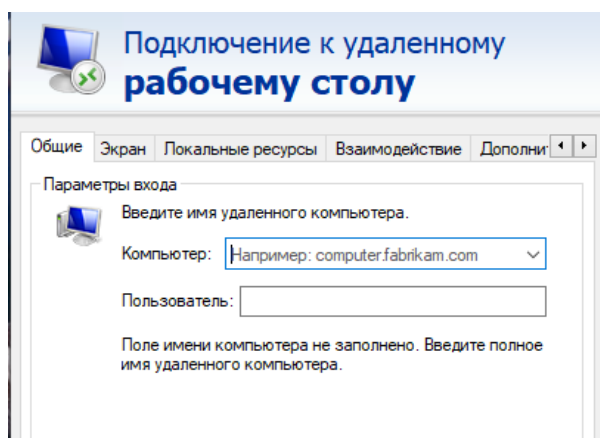 Подключение к удаленному
рабочему столу
Общие Экран Локальные ресурсы Взаимодействие Дополнит
Параметры входа
Введите имя удаленного компьютера.
Компьютер: Например: computer.fabrikam.com
Пользователь:
Поле имени компьютера не заполнено. Введите полное
имя удаленного компьютера.